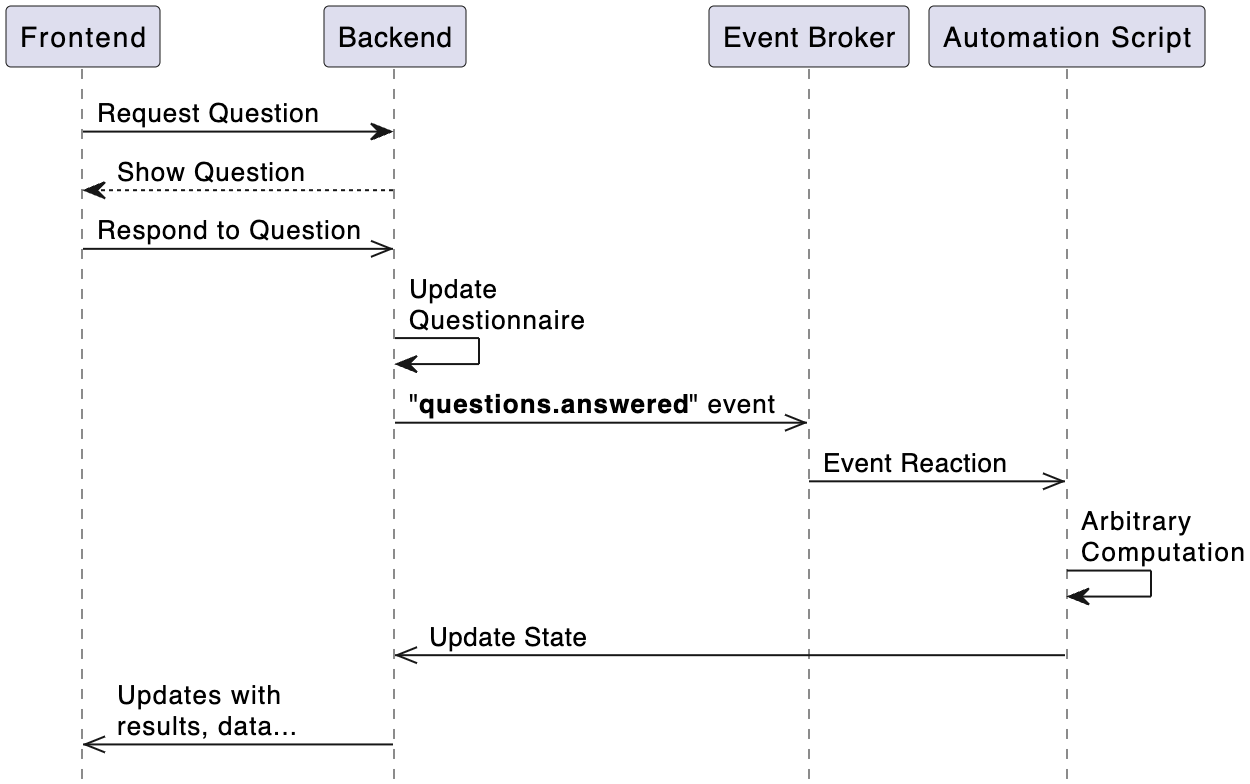 Frontend
Backend
Event Broker
Automation Script
Request Question
Show Question
Respond to Question
Update
Questionnaire
"questions.answered" event
Event Reaction
Arbitrary
Computation
Update State
Updates with
results, data...